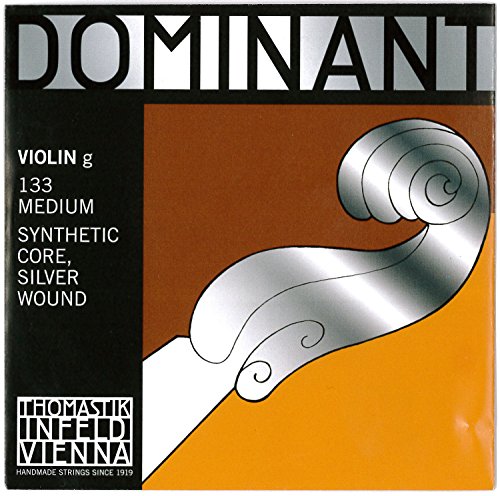 DOMINANT
VIOLIN g
133
MEDIUM
SYNTHETIC
CORE,
SILVER
WOUND
THOMASTIK
INFELD
VIENNA
HANDMADE STRINGS SINCE 1919